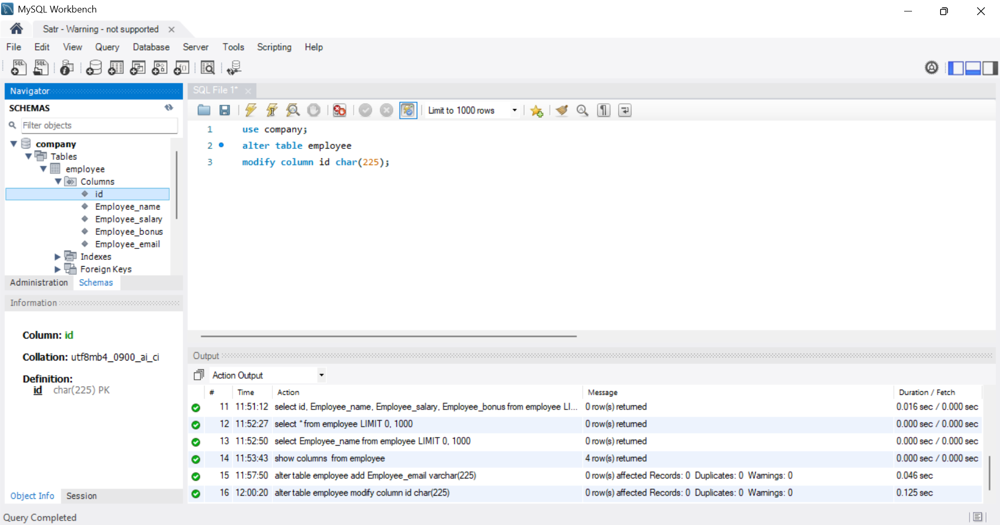 MySQL Workbench
Satr - Warning - not supported
File Edit View Query Database Server Tools Scripting Help
Navigator
SCHEMAS
Filter objects
company
Tables
employee
Columns
id
Employee_name
Employee_salary
Employee_bonus
Employee_email
Indexes
Foreign Keys
Administration Schemas
Information
Column: id
Collation: utf8mb4_0900_ai_ci
Definition:
id char(225) PK
Object Info Session
SQL File 1*
Limit to 1000 rows
1 use company;
2 alter table employee
3 modify column id char(225);
Output
Action Output
# Time Action Message Duration / Fetch
11 11:51:12 select id, Employee_name, Employee_salary, Employee_bonus from employee LI... 0 row(s) returned 0.016 sec / 0.000 sec
12 11:52:27 select * from employee LIMIT 0, 1000 0 row(s) returned 0.000 sec / 0.000 sec
13 11:52:50 select Employee_name from employee LIMIT 0, 1000 0 row(s) returned 0.000 sec / 0.000 sec
14 11:53:43 show columns from employee 4 row(s) returned 0.000 sec / 0.000 sec
15 11:57:50 alter table employee add Employee_email varchar(225) 0 row(s) affected Records: 0 Duplicates: 0 Warnings: 0 0.046 sec
16 12:00:20 alter table employee modify column id char(225) 0 row(s) affected Records: 0 Duplicates: 0 Warnings: 0 0.125 sec
Query Completed